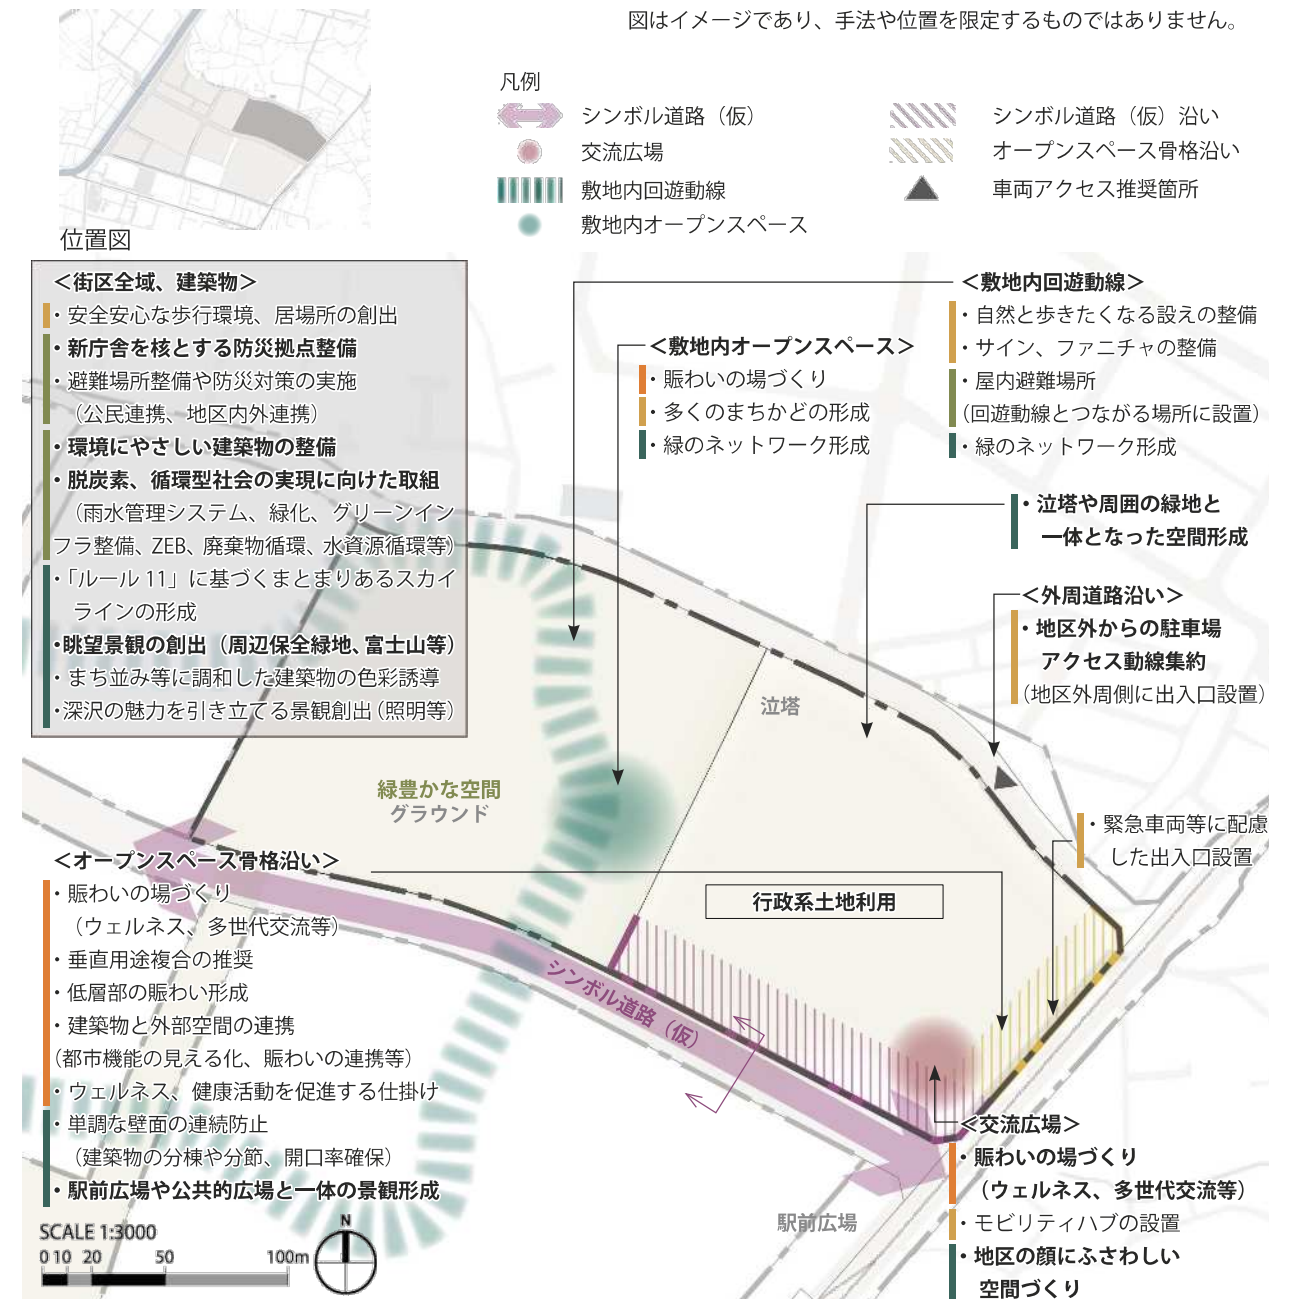 図はイメージであり、手法や位置を限定するものではありません。
凡例
シンボル道路（仮）
交流広場
敷地内回遊動線
敷地内オープンスペース
シンボル道路（仮）沿い
オープンスペース骨格沿い
車両アクセス推奨箇所
位置図
＜街区全域、建築物＞
・安全安心な歩行環境、居場所の創出
・新庁舎を核とする防災拠点整備
・避難場所整備や防災対策の実施
（公民連携、地区内外連携）
・環境にやさしい建築物の整備
・脱炭素、循環型社会の実現に向けた取組
（雨水管理システム、緑化、グリーンイン
フラ整備、ZEB、廃棄物循環、水資源循環等）
・「ルール 11」に基づくまとまりあるスカイ
ラインの形成
・眺望景観の創出（周辺保全緑地、富士山等）
・まち並み等に調和した建築物の色彩誘導
・深沢の魅力を引き立てる景観創出（照明等）
＜敷地内オープンスペース＞
・賑わいの場づくり
・多くのまちかどの形成
・緑のネットワーク形成
＜敷地内回遊動線＞
・自然と歩きたくなる設えの整備
・サイン、ファニチャの整備
・屋内避難場所
（回遊動線とつながる場所に設置）
・緑のネットワーク形成
・泣塔や周囲の緑地と
一体となった空間形成
＜外周道路沿い＞
・地区外からの駐車場
アクセス動線集約
（地区外周側に出入口設置）
泣塔
緑豊かな空間
グラウンド
・緊急車両等に配慮
した出入口設置
行政系土地利用
シンボル道路（仮）
＜オープンスペース骨格沿い＞
・賑わいの場づくり
（ウェルネス、多世代交流等）
・垂直用途複合の推奨
・低層部の賑わい形成
・建築物と外部空間の連携
（都市機能の見える化、賑わいの連携等）
・ウェルネス、健康活動を促進する仕掛け
・単調な壁面の連続防止
（建築物の分棟や分節、開口率確保）
・駅前広場や公共的広場と一体の景観形成
＜交流広場＞
・賑わいの場づくり
（ウェルネス、多世代交流等）
・モビリティハブの設置
・地区の顔にふさわしい
空間づくり
駅前広場
SCALE 1:3000
0 10 20 50 100m
N